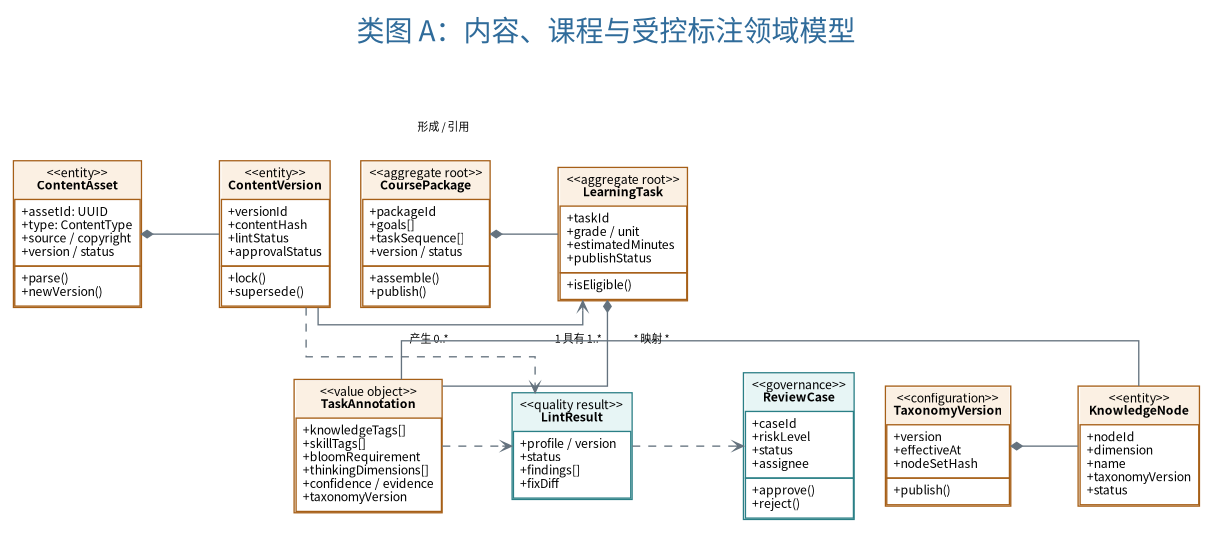 类图 A：内容、课程与受控标注领域模型
形成 / 引用
<<entity>>
ContentAsset
+assetId: UUID
+type: ContentType
+source / copyright
+version / status
+parse()
+newVersion()
<<entity>>
ContentVersion
+versionId
+contentHash
+lintStatus
+approvalStatus
+lock()
+supersede()
<<aggregate root>>
CoursePackage
+packageId
+goals[]
+taskSequence[]
+version / status
+assemble()
+publish()
<<aggregate root>>
LearningTask
+taskId
+grade / unit
+estimatedMinutes
+publishStatus
+isEligible()
产生 0..*
1 具有 1..*
* 映射 *
<<value object>>
TaskAnnotation
+knowledgeTags[]
+skillTags[]
+bloomRequirement
+thinkingDimensions[]
+confidence / evidence
+taxonomyVersion
<<quality result>>
LintResult
+profile / version
+status
+findings[]
+fixDiff
<<governance>>
ReviewCase
+caseId
+riskLevel
+status
+assignee
+approve()
+reject()
<<configuration>>
TaxonomyVersion
+version
+effectiveAt
+nodeSetHash
+publish()
<<entity>>
KnowledgeNode
+nodeId
+dimension
+name
+taxonomyVersion
+status